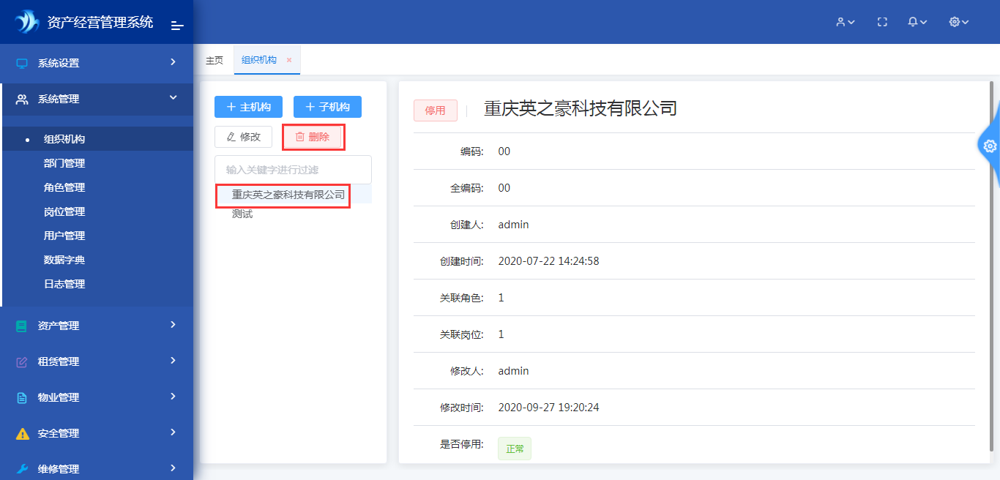 资产经营管理系统
系统设置
系统管理
组织机构
部门管理
角色管理
岗位管理
用户管理
数据字典
日志管理
资产管理
租赁管理
物业管理
安全管理
维修管理
主页
组织机构
主机构
子机构
修改
删除
输入关键字进行过滤
重庆英之豪科技有限公司
测试
停用
重庆英之豪科技有限公司
编码: 00
全编码: 00
创建人: admin
创建时间: 2020-07-22 14:24:58
关联角色: 1
关联岗位: 1
修改人: admin
修改时间: 2020-09-27 19:20:24
是否停用: 正常